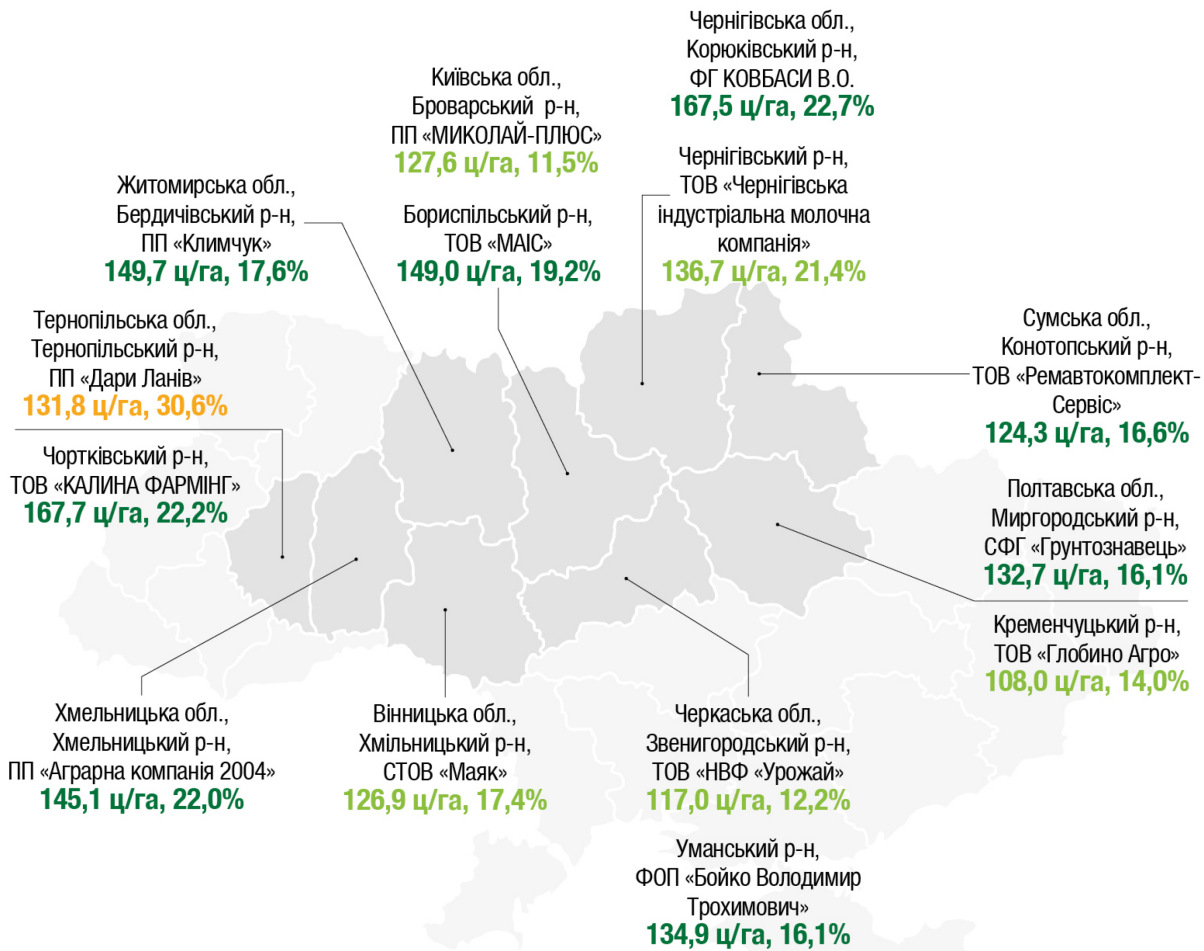 Чернігівська обл.,
Корюківський р-н,
ФГ КОВБАСИ В.О.
167,5 ц/га, 22,7%
Чернігівський р-н,
ТОВ «Чернігівська
індустріальна молочна
компанія»
136,7 ц/га, 21,4%
Київська обл.,
Броварський р-н,
ПП «МИКОЛАЙ-ПЛЮС»
127,6 ц/га, 11,5%
Бориспільський р-н,
ТОВ «МАІС»
149,0 ц/га, 19,2%
Житомирська обл.,
Бердичівський р-н,
ПП «Климчук»
149,7 ц/га, 17,6%
Тернопільська обл.,
Тернопільський р-н,
ПП «Дари Ланів»
131,8 ц/га, 30,6%
Чортківський р-н,
ТОВ «КАЛИНА ФАРМІНГ»
167,7 ц/га, 22,2%
Сумська обл.,
Конотопський р-н,
ТОВ «Ремавтокомплект-
Сервіс»
124,3 ц/га, 16,6%
Полтавська обл.,
Миргородський р-н,
СФГ «Грунтознавець»
132,7 ц/га, 16,1%
Кременчуцький р-н,
ТОВ «Глобино Агро»
108,0 ц/га, 14,0%
Хмельницька обл.,
Хмельницький р-н,
ПП «Аграрна компанія 2004»
145,1 ц/га, 22,0%
Вінницька обл.,
Хмільницький р-н,
СТОВ «Маяк»
126,9 ц/га, 17,4%
Черкаська обл.,
Звенигородський р-н,
ТОВ «НВФ «Урожай»
117,0 ц/га, 12,2%
Уманський р-н,
ФОП «Бойко Володимир
Трохимович»
134,9 ц/га, 16,1%